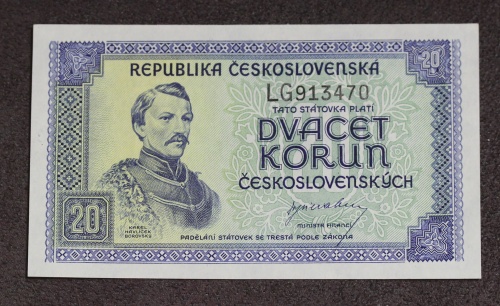 20
REPUBLIKA ČESKOSLOVENSKÁ
LG913470
TATO STÁTOVKA PLATÍ
DVACET
KORUN
ČESKOSLOVENSKÝCH
MINISTR FINANCÍ
20
KAREL
HAVLÍČEK
BOROVSKÝ
PADĚLÁNÍ STÁTOVEK SE TRESTÁ PODLE ZÁKONA